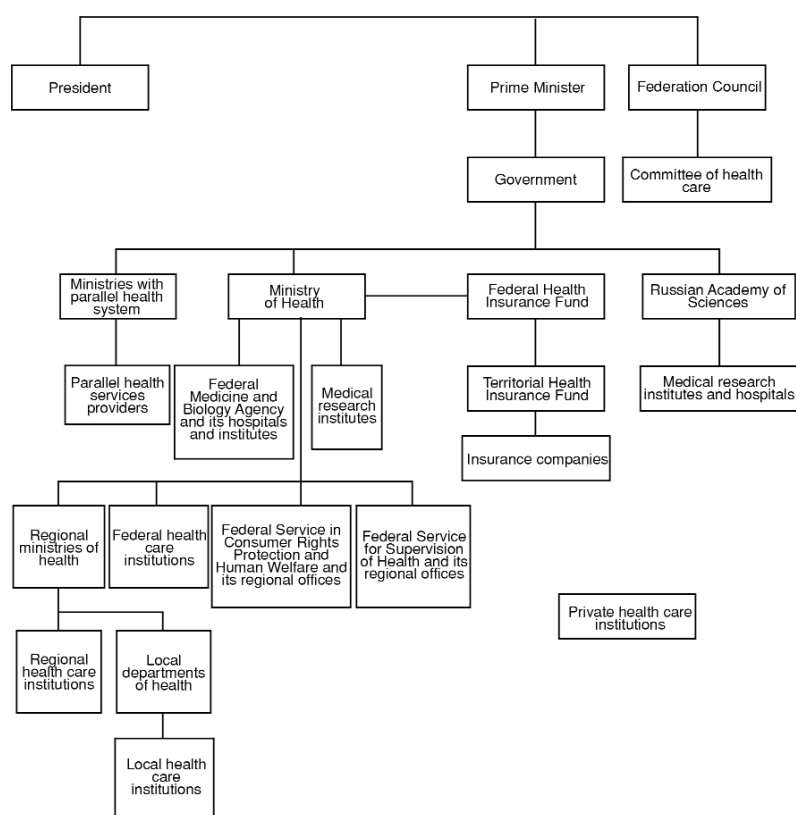 President
Prime Minister
Federation Council
Government
Committee of health
care
Ministries with
parallel health
system
Ministry
of Health
Federal Health
Insurance Fund
Russian Academy of
Sciences
Parallel health
services
providers
Federal
Medicine and
Biology Agency
and its hospitals
and institutes
Medical
research
institutes
Territorial Health
Insurance Fund
Medical research
institutes and hospitals
Insurance companies
Regional
ministries of
health
Federal health
care
institutions
Federal Service in
Consumer Rights
Protection and
Human Welfare and
its regional offices
Federal Service
for Supervision
of Health and its
regional offices
Private health care
institutions
Regional
health care
institutions
Local
departments
of health
Local health
care
institutions